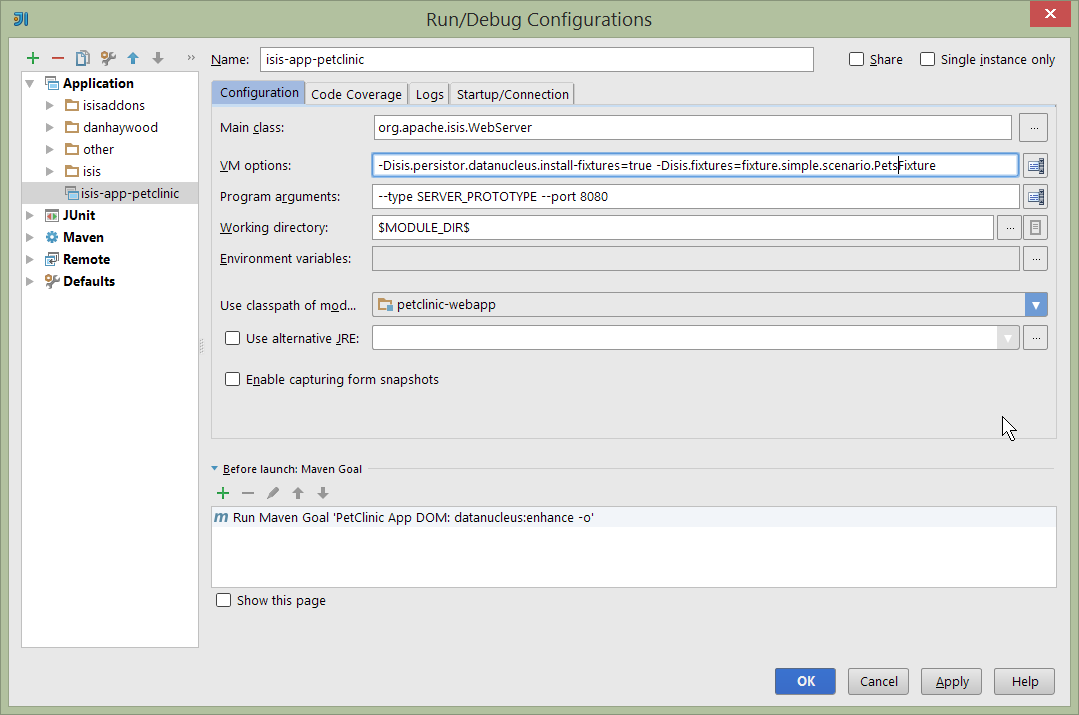 Run/Debug Configurations
Name: isis-app-petclinic
Share
Single instance only
Application
isisaddons
danhaywood
other
isis
isis-app-petclinic
JUnit
Maven
Remote
Defaults
Configuration Code Coverage Logs Startup/Connection
Main class: org.apache.isis.WebServer ...
VM options: -Disis.persistor.datanucleus.install-fixtures=true -Disis.fixtures=fixture.simple.scenario.PetsFixture
Program arguments: --type SERVER_PROTOTYPE --port 8080
Working directory: $MODULE_DIR$ ...
Environment variables: ...
Use classpath of mod... petclinic-webapp
Use alternative JRE: ...
Enable capturing form snapshots
Before launch: Maven Goal
m Run Maven Goal 'PetClinic App DOM: datanucleus:enhance -o'
Show this page
OK Cancel Apply Help